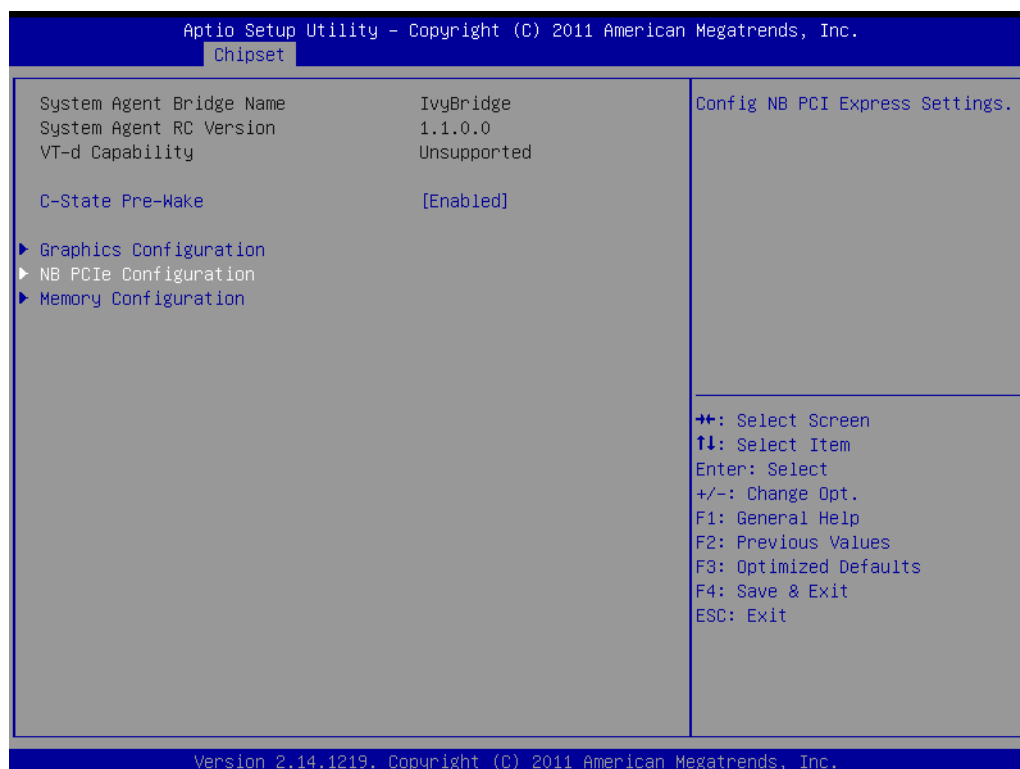 Aptio Setup Utility – Copyright (C) 2011 American Megatrends, Inc.
Chipset
System Agent Bridge Name IvyBridge
System Agent RC Version 1.1.0.0
VT-d Capability Unsupported
C-State Pre-Wake [Enabled]
Graphics Configuration
NB PCIe Configuration
Memory Configuration
Config NB PCI Express Settings.
→←: Select Screen
↑↓: Select Item
Enter: Select
+/-: Change Opt.
F1: General Help
F2: Previous Values
F3: Optimized Defaults
F4: Save & Exit
ESC: Exit
Version 2.14.1219. Copyright (C) 2011 American Megatrends, Inc.